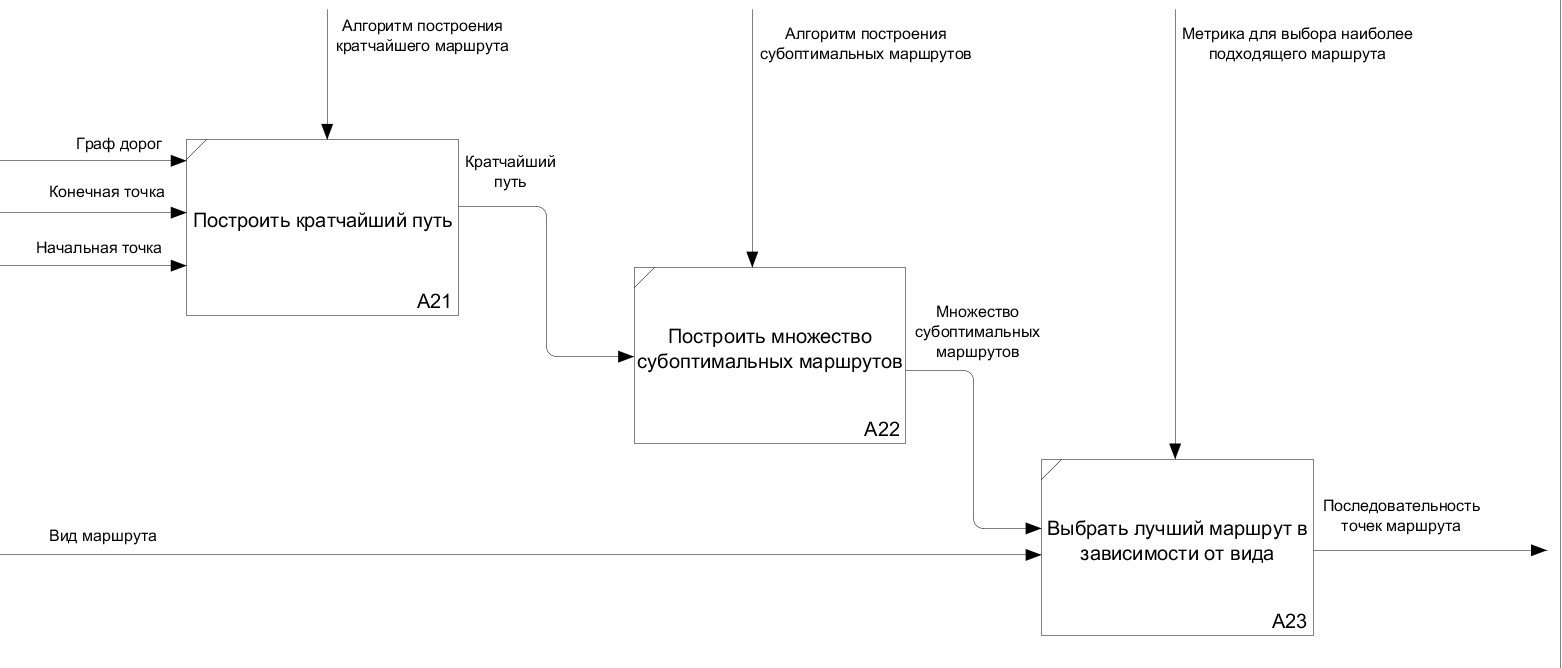 Алгоритм построения
кратчайшего маршрута
Алгоритм построения
субоптимальных маршрутов
Метрика для выбора наиболее
подходящего маршрута
Граф дорог
Конечная точка
Начальная точка
Построить кратчайший путь
A21
Кратчайший
путь
Построить множество
субоптимальных маршрутов
A22
Множество
субоптимальных
маршрутов
Вид маршрута
Выбрать лучший маршрут в
зависимости от вида
A23
Последовательность
точек маршрута